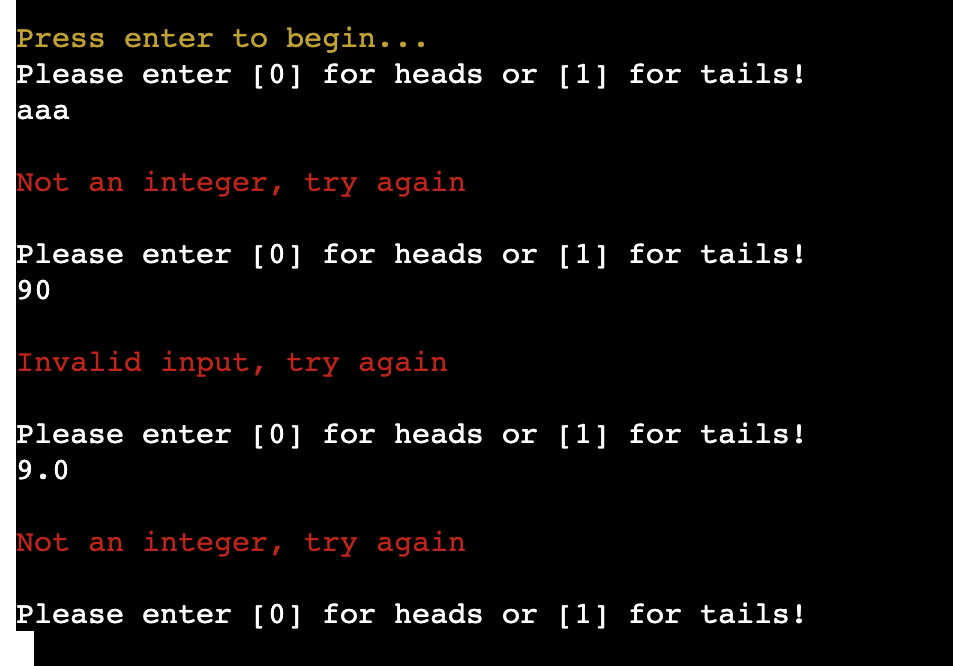 Press enter to begin...
Please enter [0] for heads or [1] for tails!
aaa
Not an integer, try again
Please enter [0] for heads or [1] for tails!
90
Invalid input, try again
Please enter [0] for heads or [1] for tails!
9.0
Not an integer, try again
Please enter [0] for heads or [1] for tails!